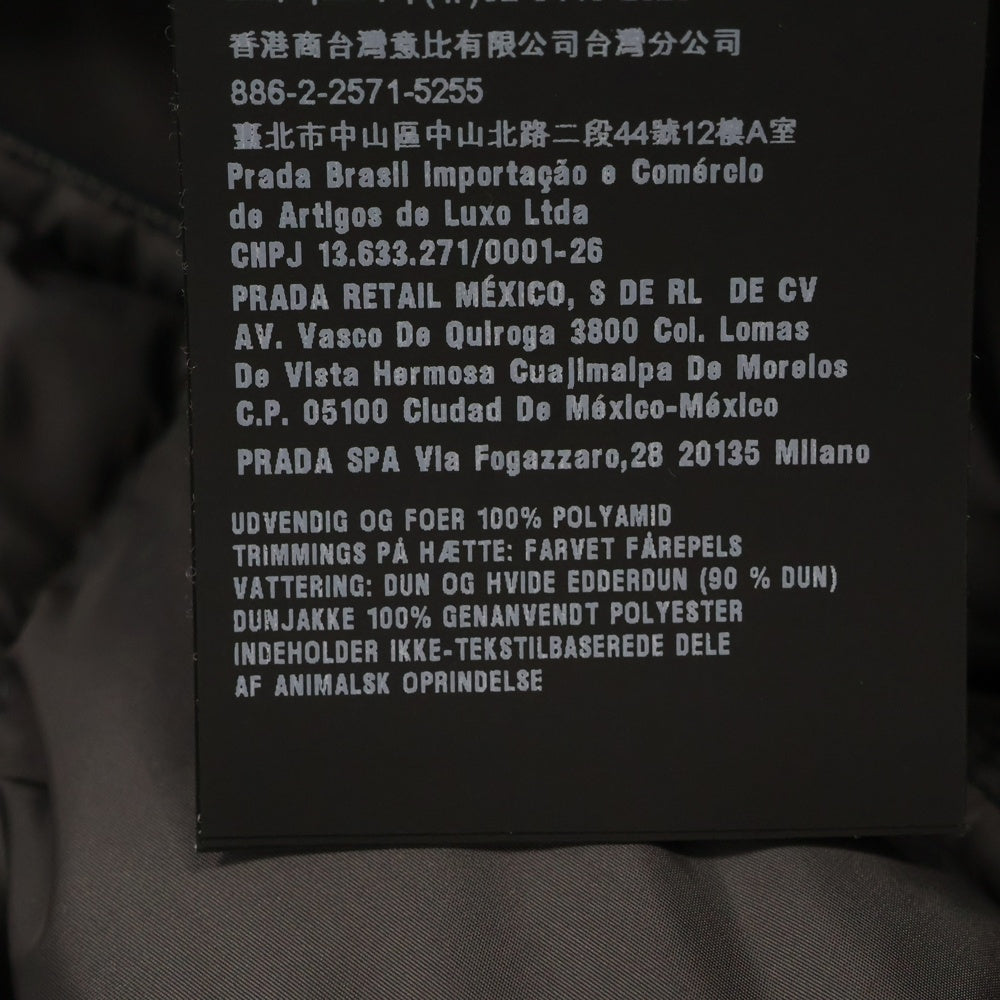 香港商台灣意比有限公司台灣分公司
886-2-2571-5255
臺北市中山區中山北路二段44號12樓A室
Prada Brasil Importação e Comércio
de Artigos de Luxo Ltda
CNPJ 13.633.271/0001-26
PRADA RETAIL MÉXICO, S DE RL DE CV
AV. Vasco De Quiroga 3800 Col. Lomas
De Vista Hermosa Cuajimalpa De Morelos
C.P. 05100 Ciudad De México-México
PRADA SPA Via Fogazzaro,28 20135 Milano
UDVENDIG OG FOER 100% POLYAMID
TRIMMINGS PÅ HÆTTE: FARVET FÅREPELS
VATTERING: DUN OG HVIDE EDDERDUN (90 % DUN)
DUNJAKKE 100% GENANVENDT POLYESTER
INDEHOLDER IKKE-TEKSTILBASEREDE DELE
AF ANIMALSK OPRINDELSE